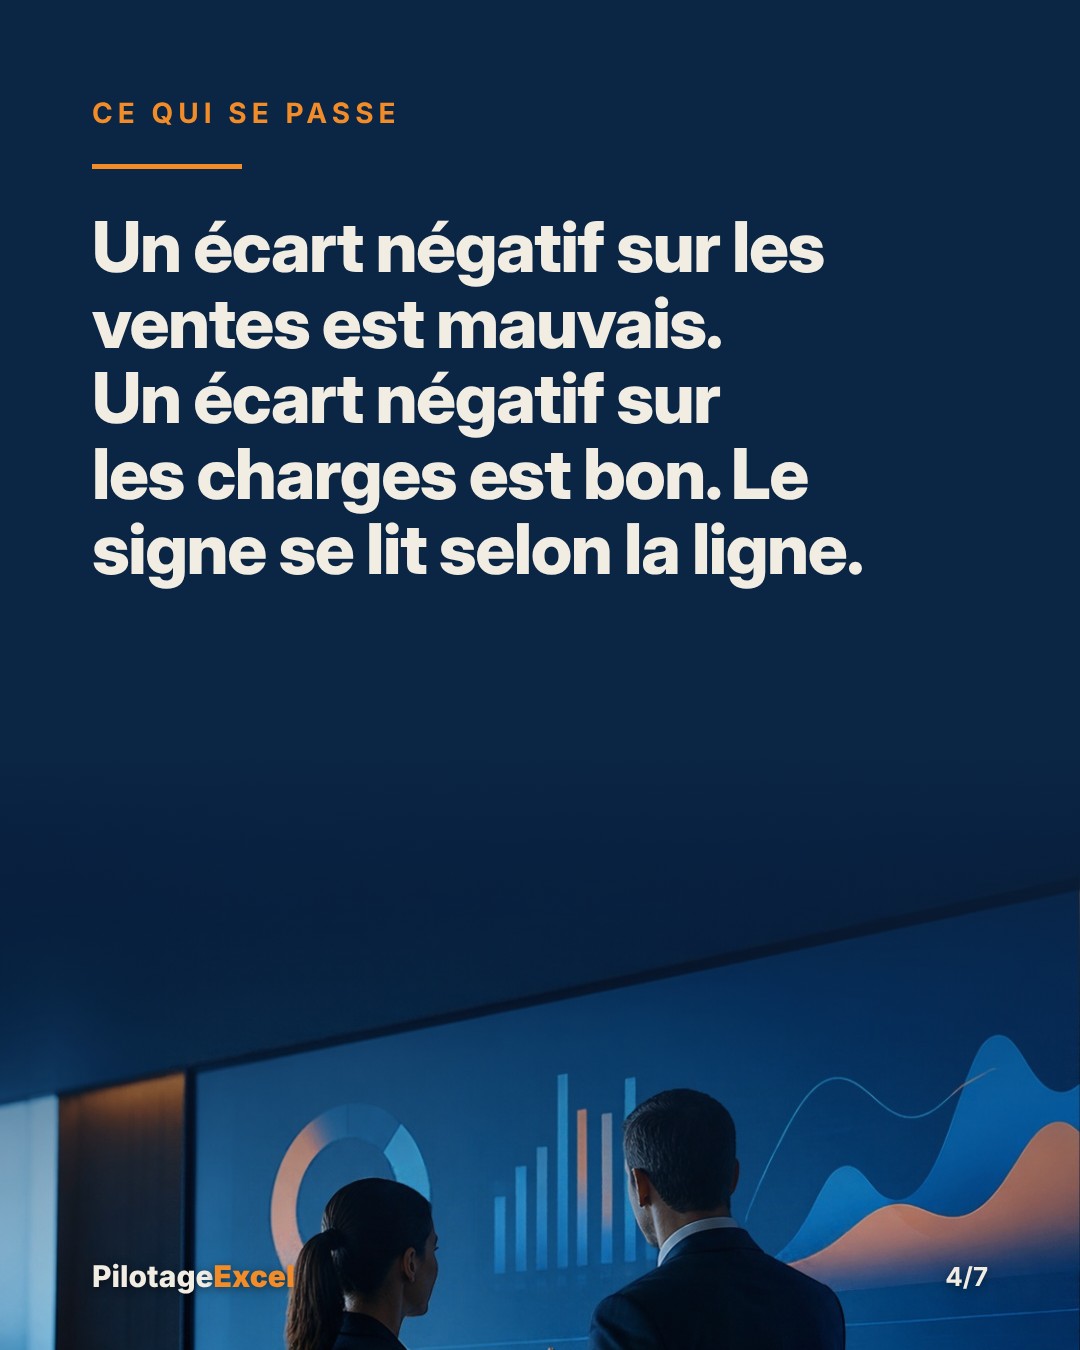 CE QUI SE PASSE
Un écart négatif sur les
ventes est mauvais.
Un écart négatif sur
les charges est bon. Le
signe se lit selon la ligne.
PilotageExcel
4/7